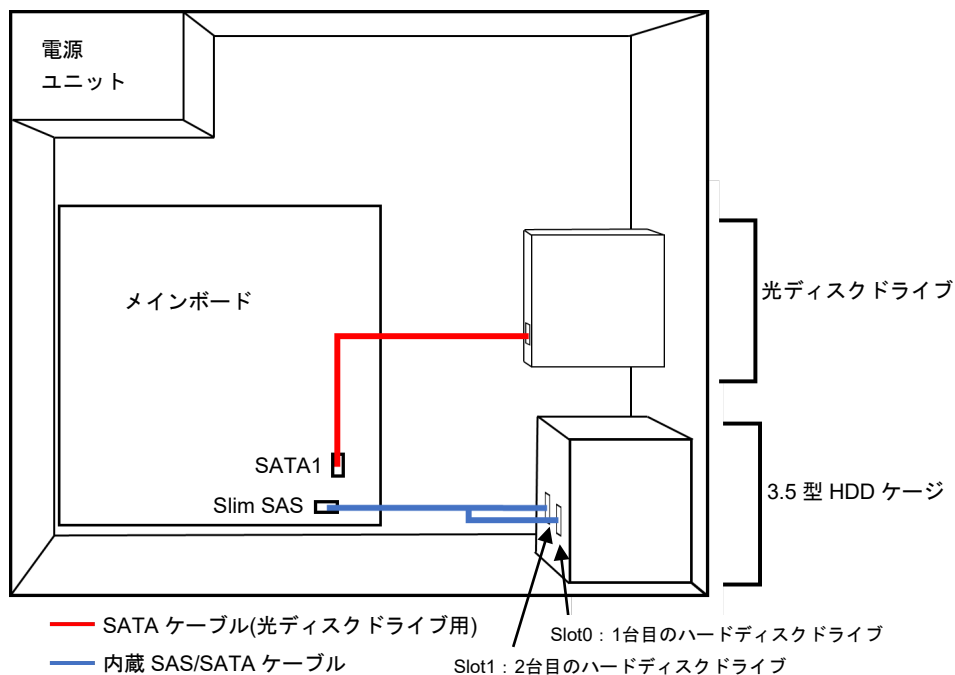 電源
ユニット
メインボード
光ディスクドライブ
SATA1
Slim SAS
3.5 型 HDD ケージ
SATA ケーブル(光ディスクドライブ用)
Slot0：1台目のハードディスクドライブ
内蔵 SAS/SATA ケーブル
Slot1：2台目のハードディスクドライブ